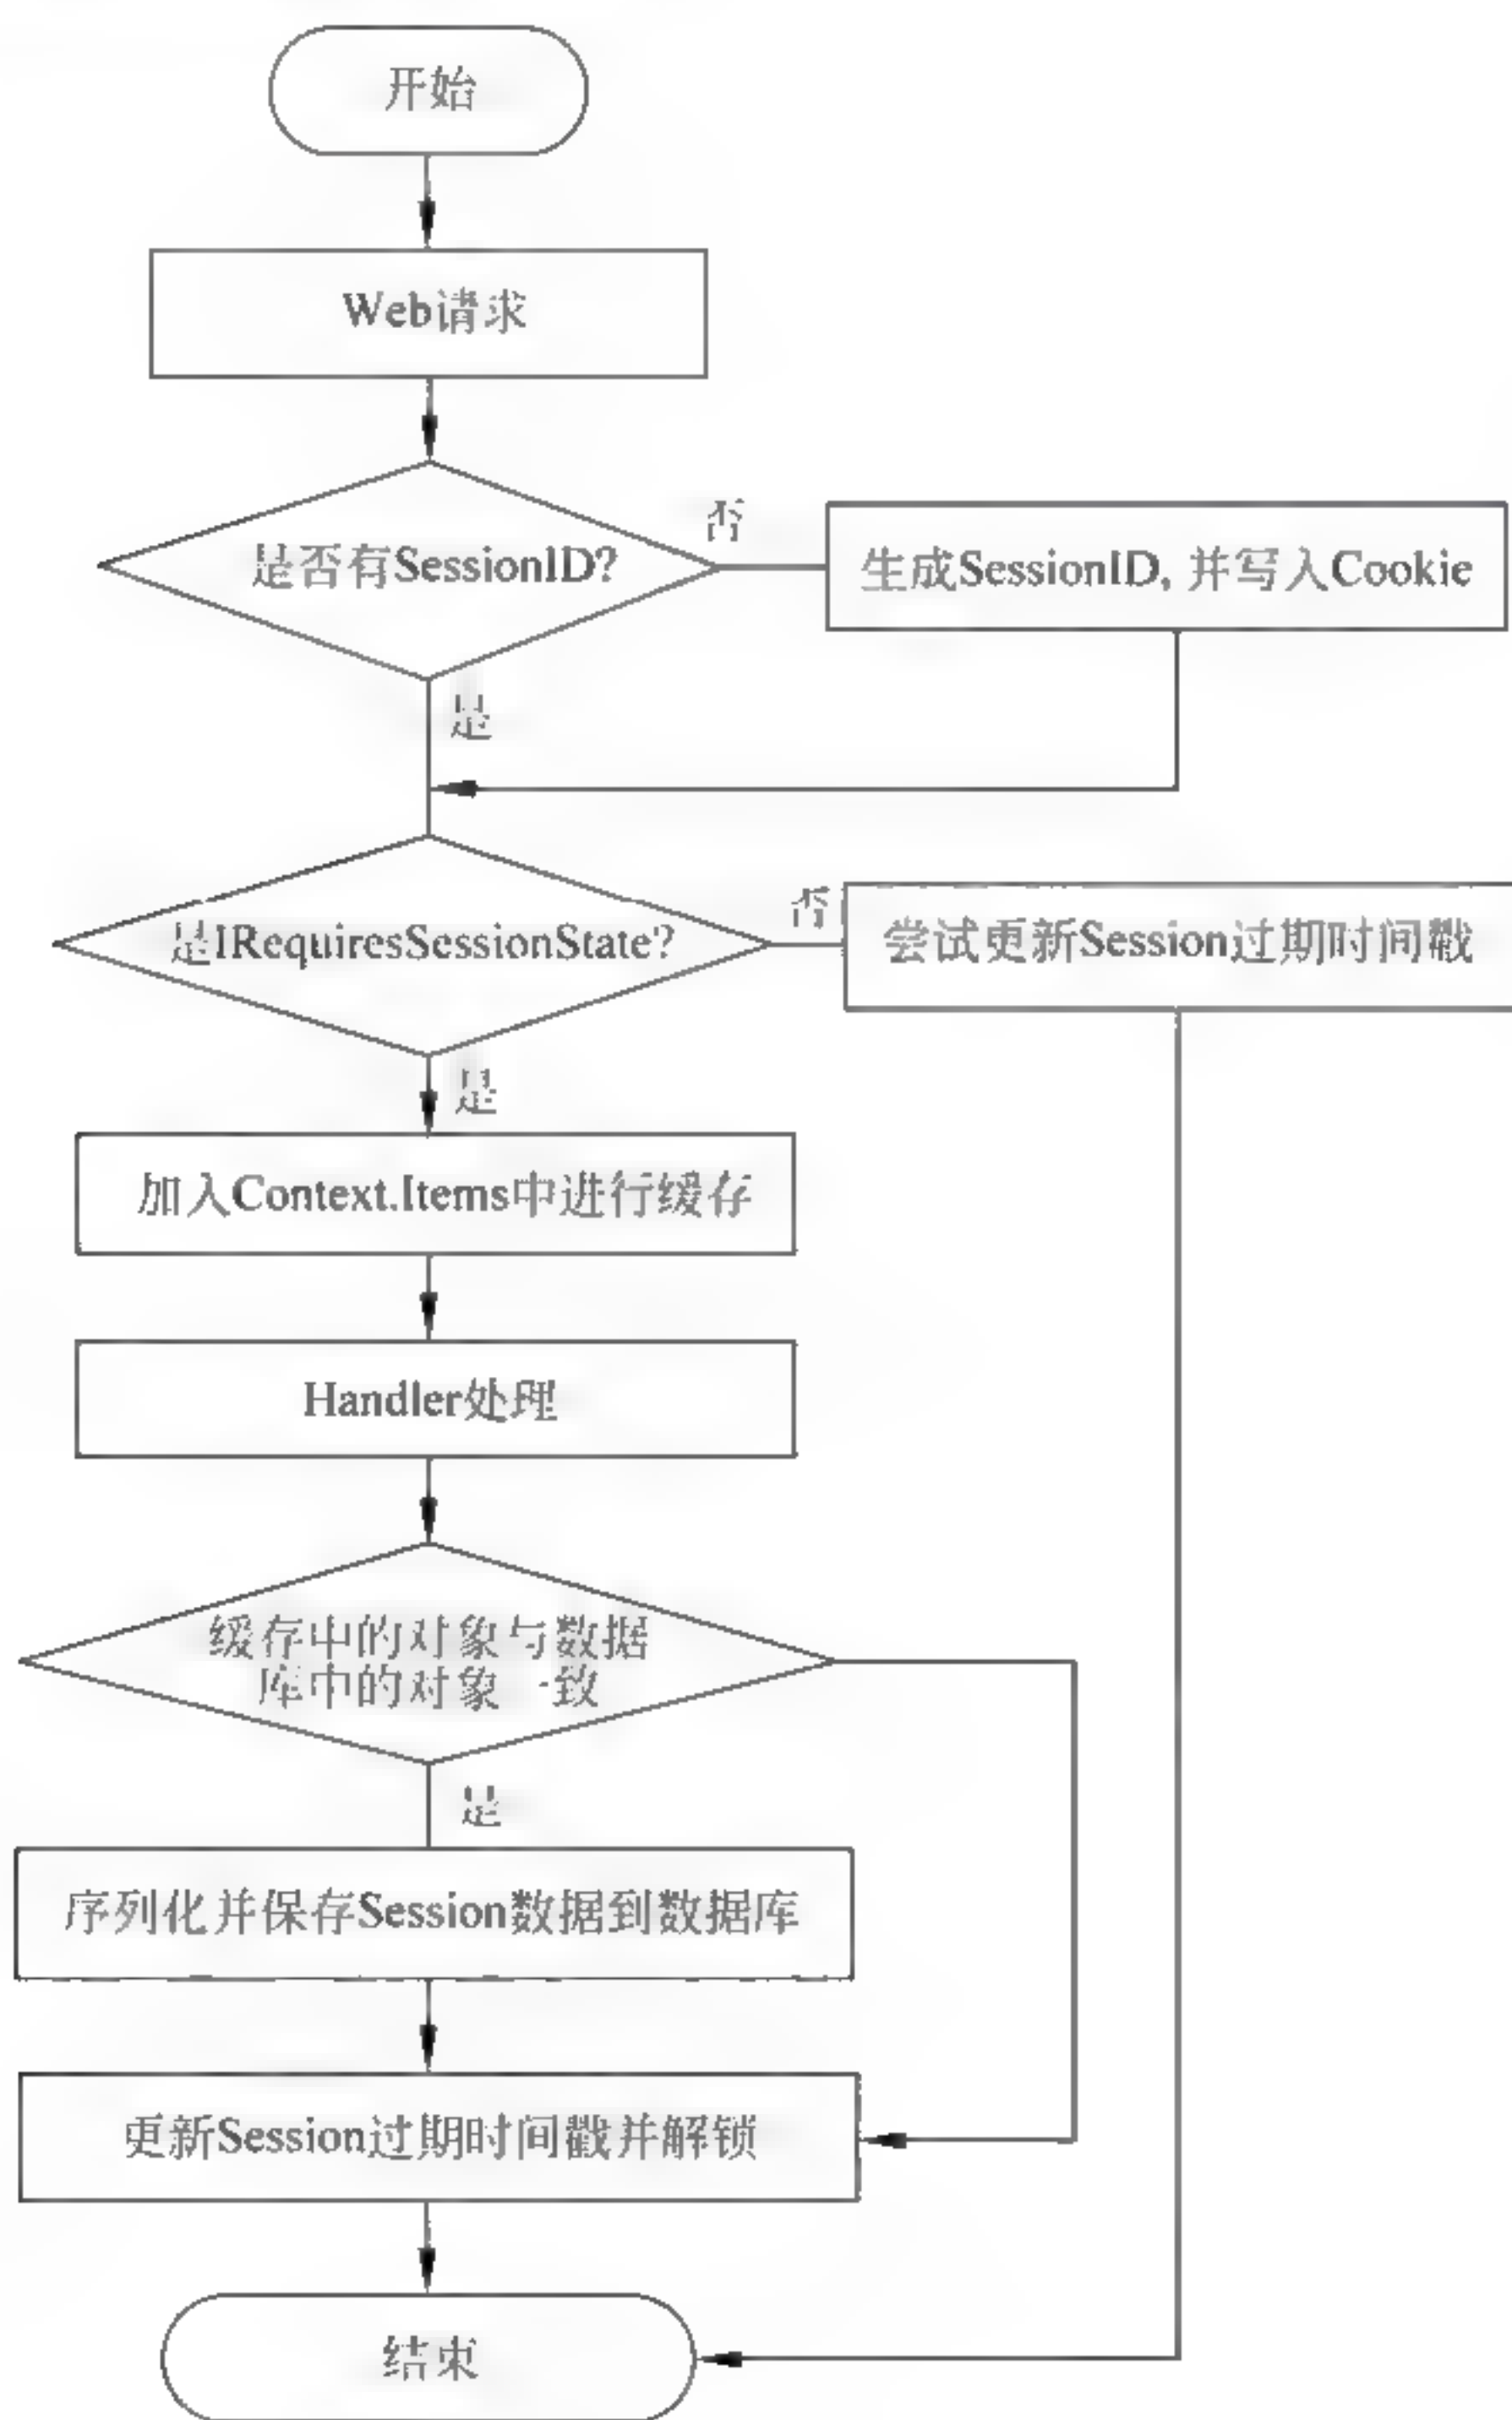 开始
Web请求
是否有SessionID?
否
生成SessionID, 并写入Cookie
是
是IRequiresSessionState?
否
尝试更新Session过期时间戳
是
加入Context.Items中进行缓存
Handler处理
缓存中的对象与数据
库中的对象一致
是
序列化并保存Session数据到数据库
更新Session过期时间戳并解锁
结束